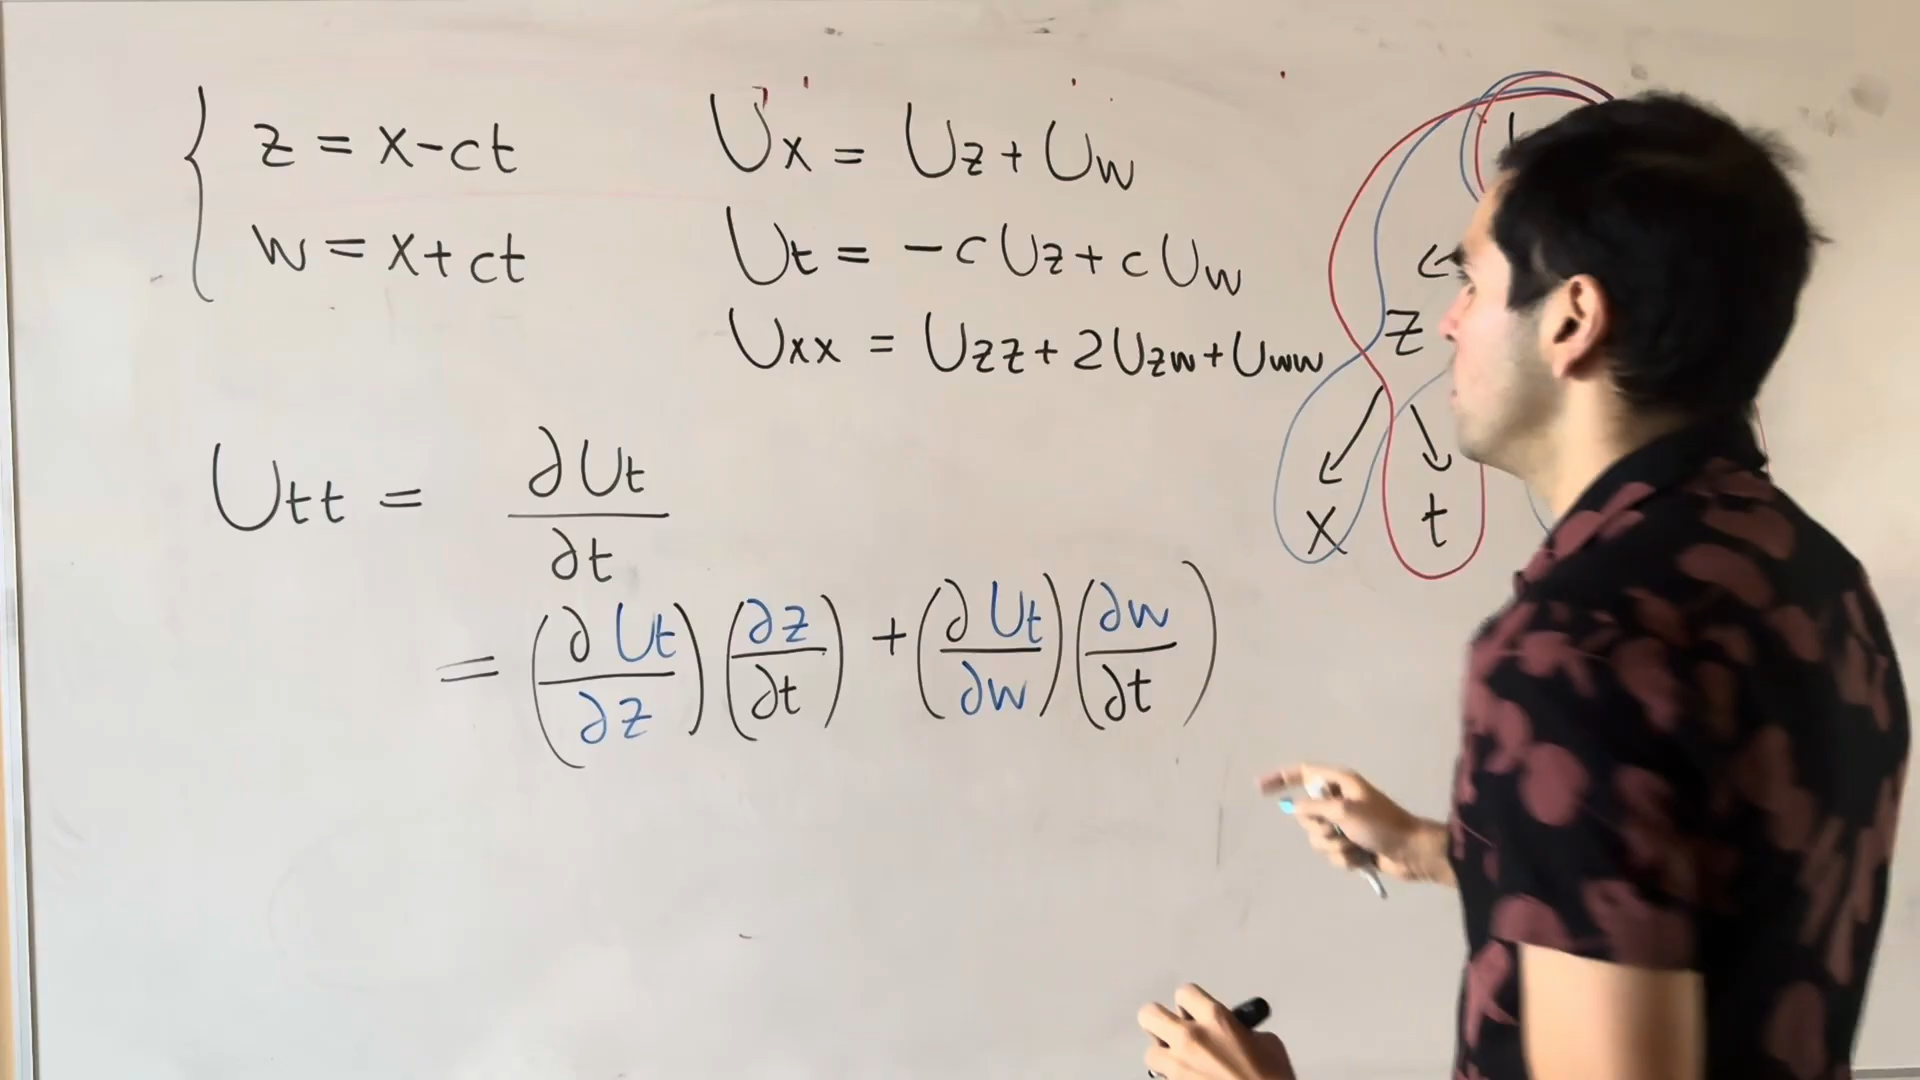 z = x-ct
w = x+ct
Ux = Uz + Uw
Ut = -cUz + cUw
Uxx = Uzz + 2Uzw + Uww
Utt = ∂Ut/∂t
= (∂Ut/∂z)(∂z/∂t) + (∂Ut/∂w)(∂w/∂t)
z
x t